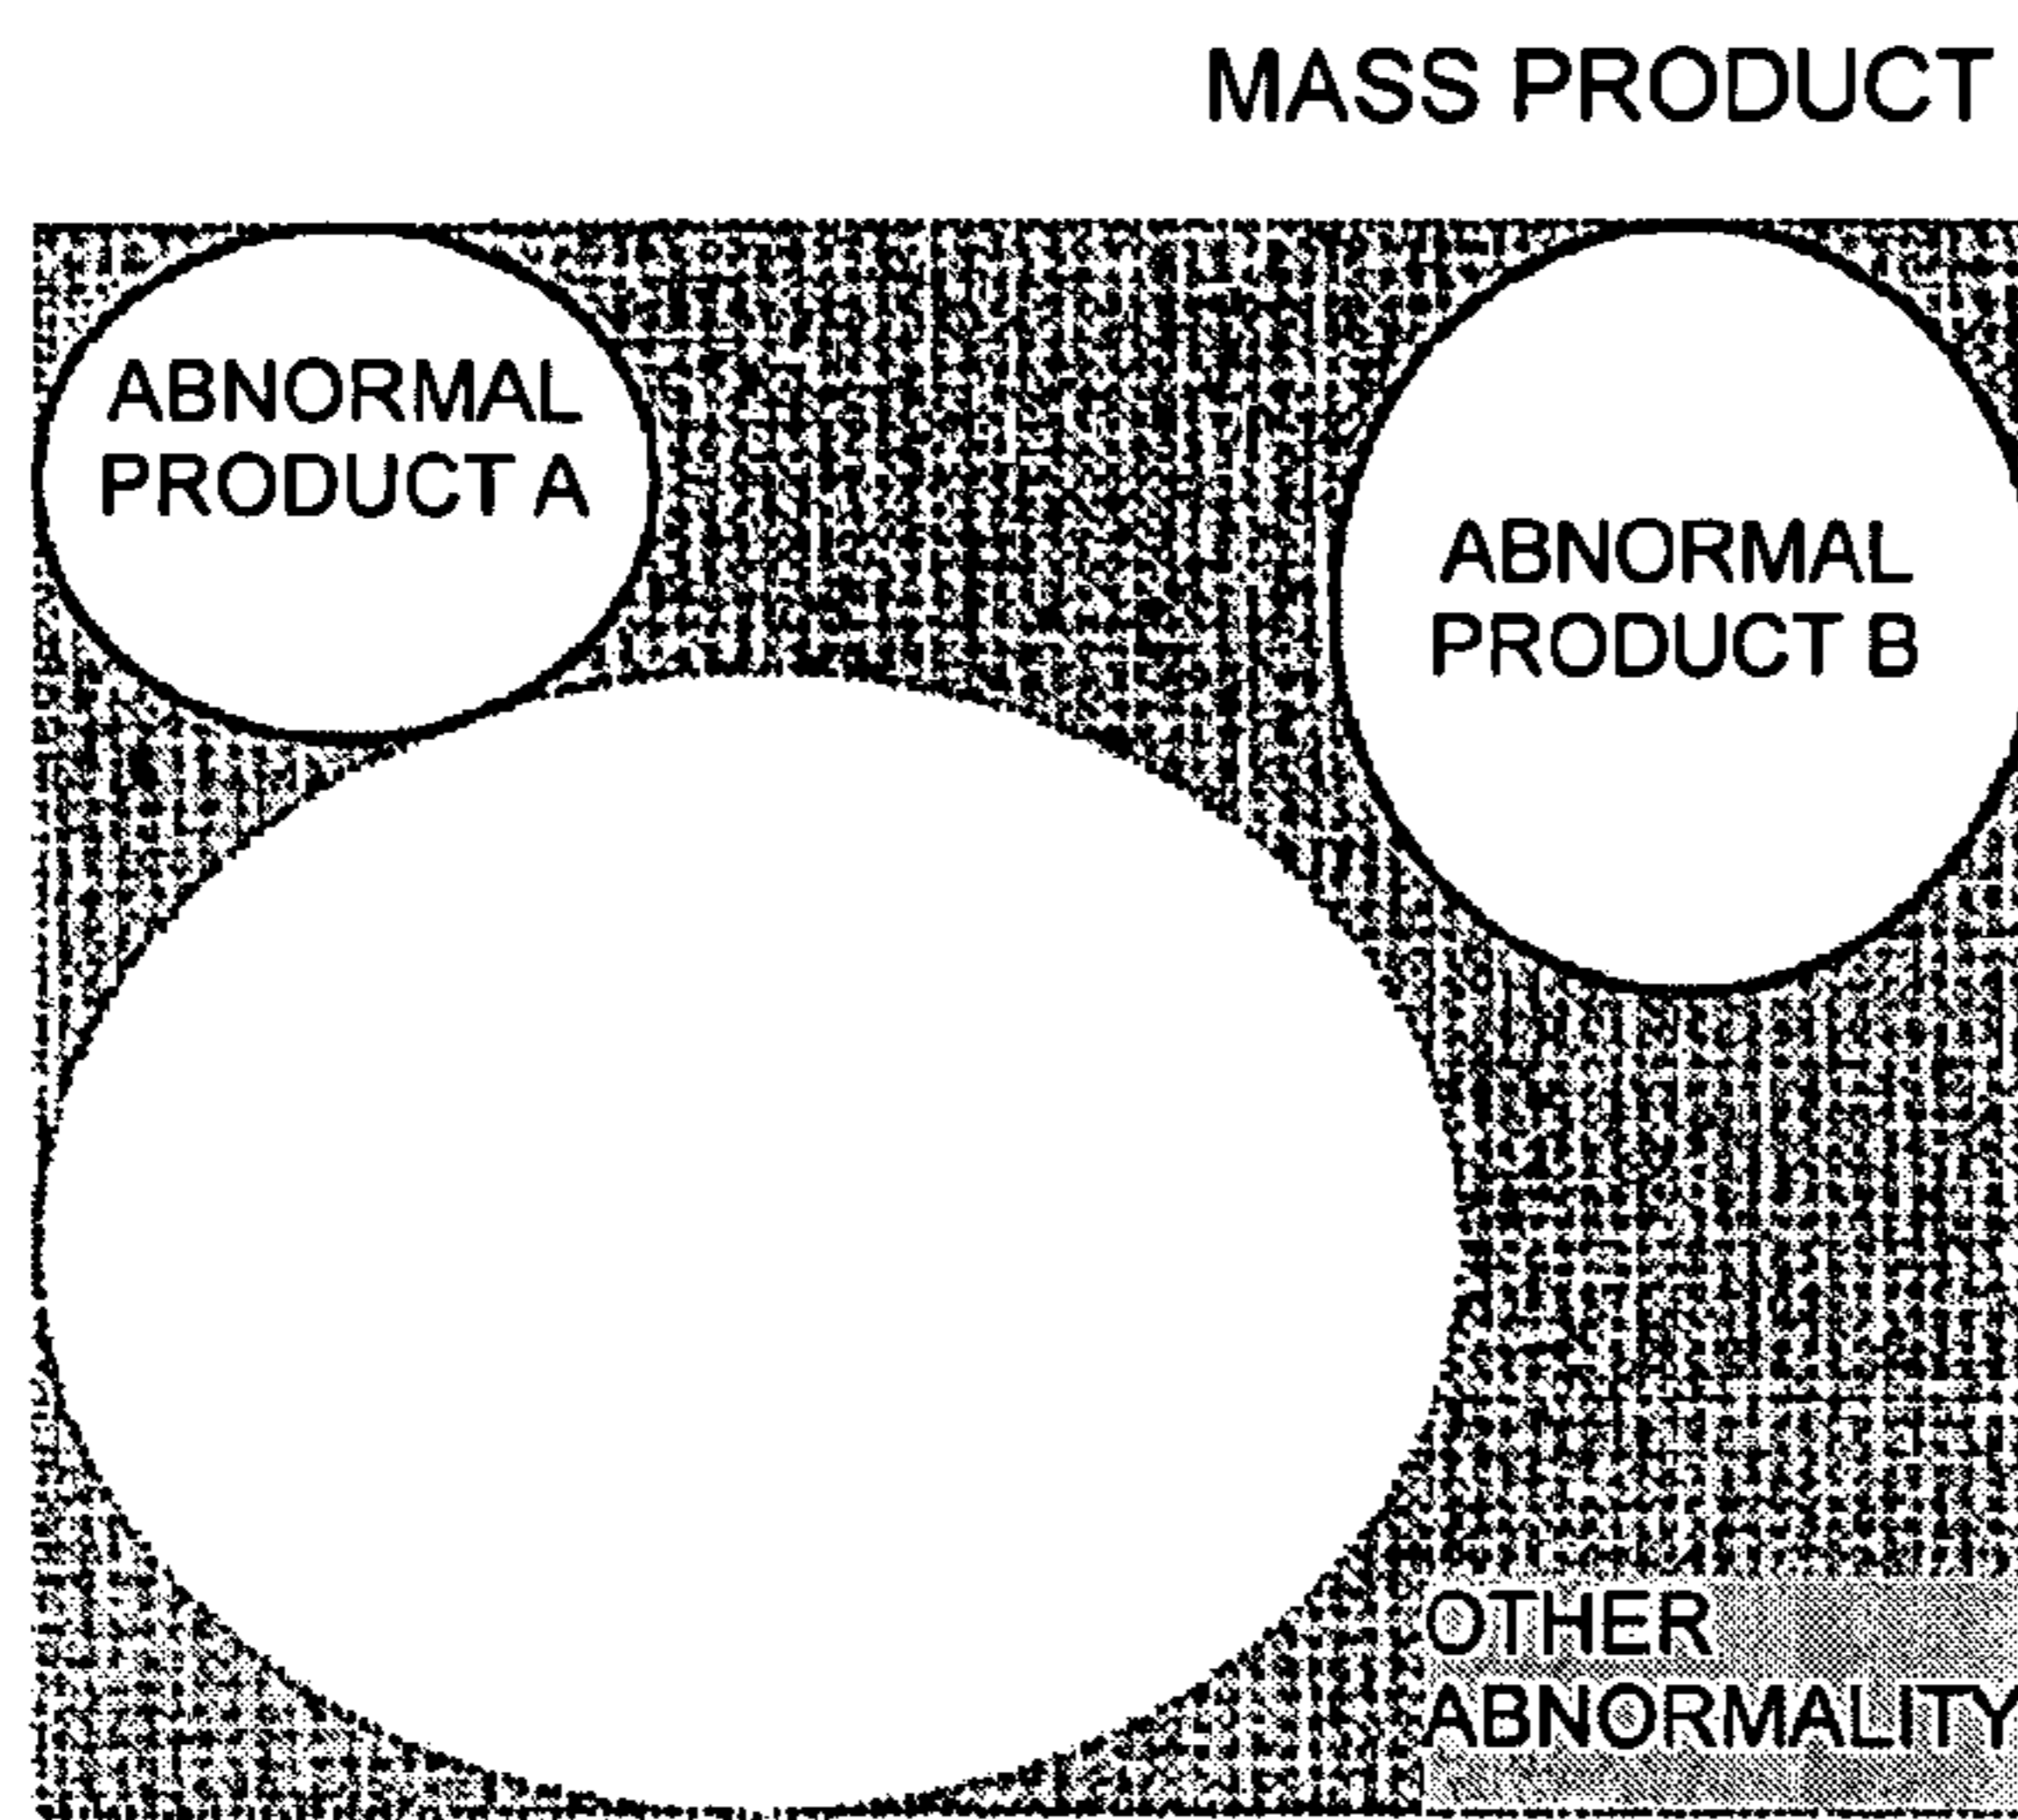 MASS PRODUCT
ABNORMAL
PRODUCT A
ABNORMAL
PRODUCT B
OTHER
ABNORMALITY